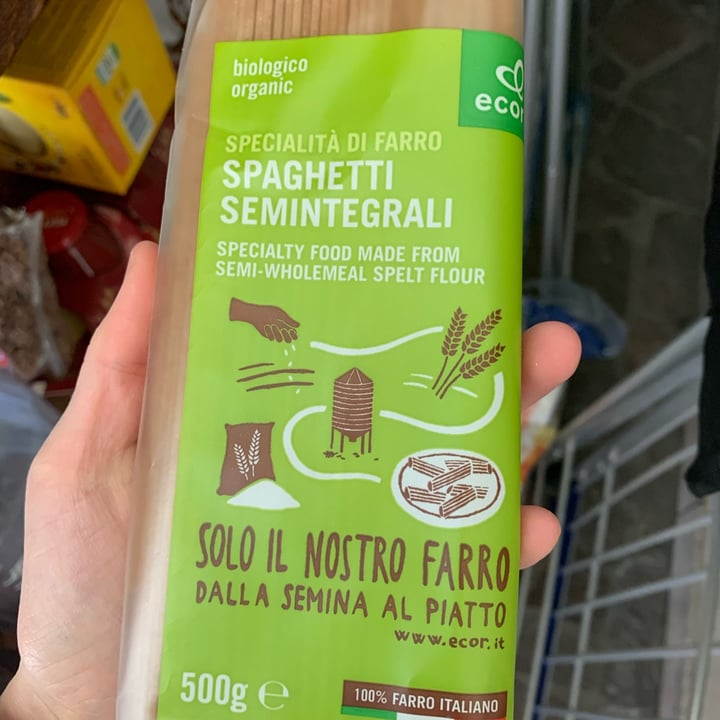 biologico
organic
ecor
SPECIALITÀ DI FARRO
SPAGHETTI
SEMINTEGRALI
SPECIALTY FOOD MADE FROM
SEMI-WHOLEMEAL SPELT FLOUR
SOLO IL NOSTRO FARRO
DALLA SEMINA AL PIATTO
www.ecor.it
500g ℮
100% FARRO ITALIANO